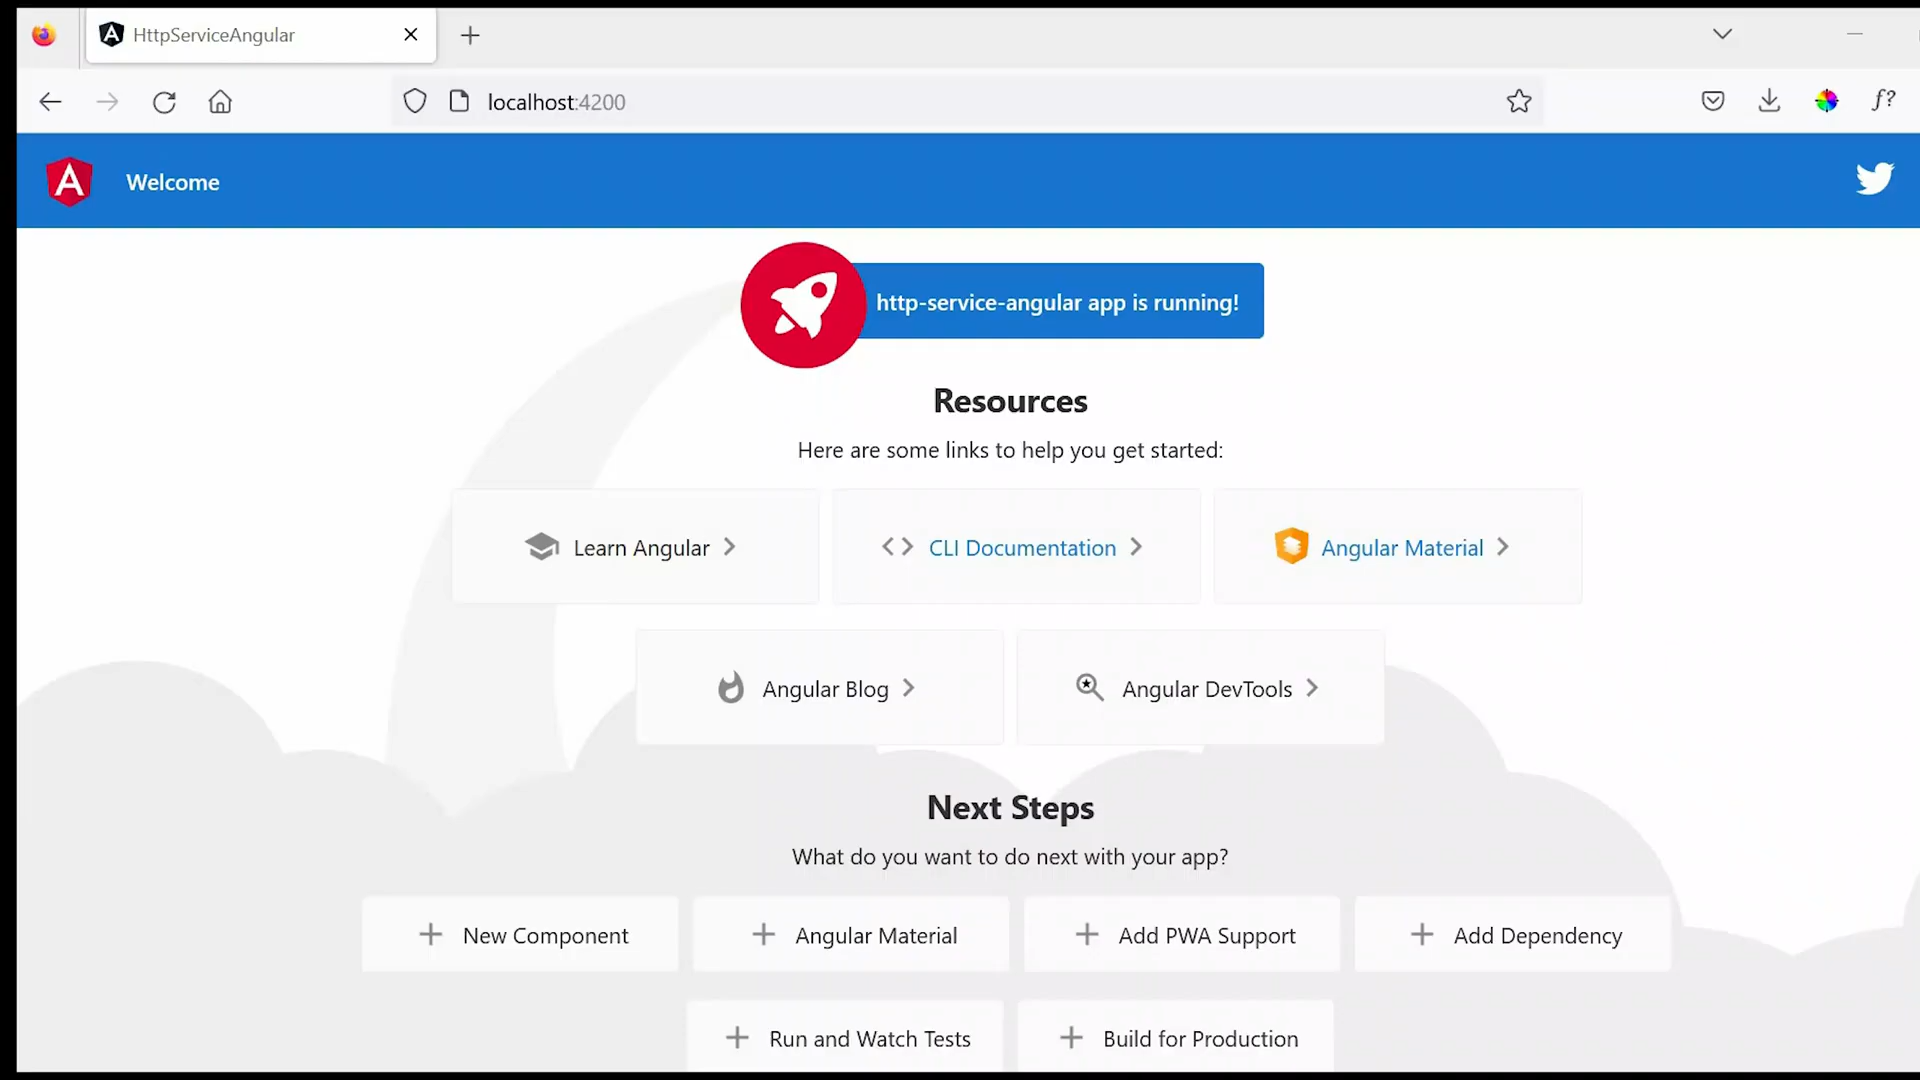 HttpServiceAngular
localhost:4200
f?
Welcome
http-service-angular app is running!
Resources
Here are some links to help you get started:
Learn Angular
CLI Documentation
Angular Material
Angular Blog
Angular DevTools
Next Steps
What do you want to do next with your app?
New Component
Angular Material
Add PWA Support
Add Dependency
Run and Watch Tests
Build for Production